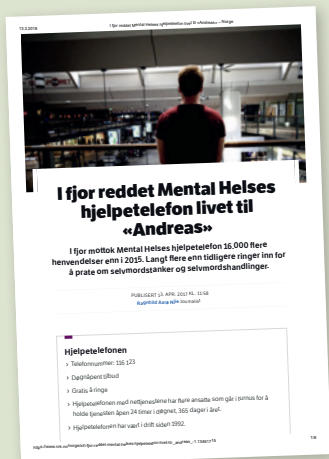 13.3.2018 I fjor reddet Mental Helses hjelpetelefon livet til «Andreas» – Norge
I fjor reddet Mental Helses
hjelpetelefon livet til
«Andreas»
I fjor mottok Mental Helses hjelpetelefon 16.000 flere
henvendelser enn i 2015. Langt flere enn tidligere ringer inn for
å prate om selvmordstanker og selvmordshandlinger.
PUBLISERT 13. APR. 2017 KL. 11:58
Journalist
Hjelpetelefonen
> Telefonnummer: 116 123
> Døgnåpent tilbud
> Gratis å ringe
> Hjelpetelefonen med nettjenestene har flere ansatte som går i turnus for å
holde tjenesten åpen 24 timer i døgnet, 365 dager i året.
> Hjelpetelefonen har vært i drift siden 1992.
1/8